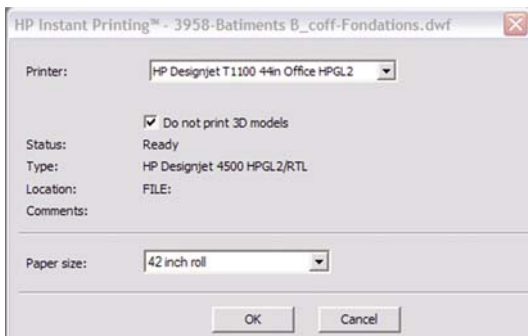 HP Instant Printing™ - 3958-Batiments B_coff-Fondations.dwf
Printer: HP Designjet T1100 44in Office HPGL2
Do not print 3D models
Status: Ready
Type: HP Designjet 4500 HPGL2/RTL
Location: FILE:
Comments:
Paper size: 42 inch roll
OK Cancel